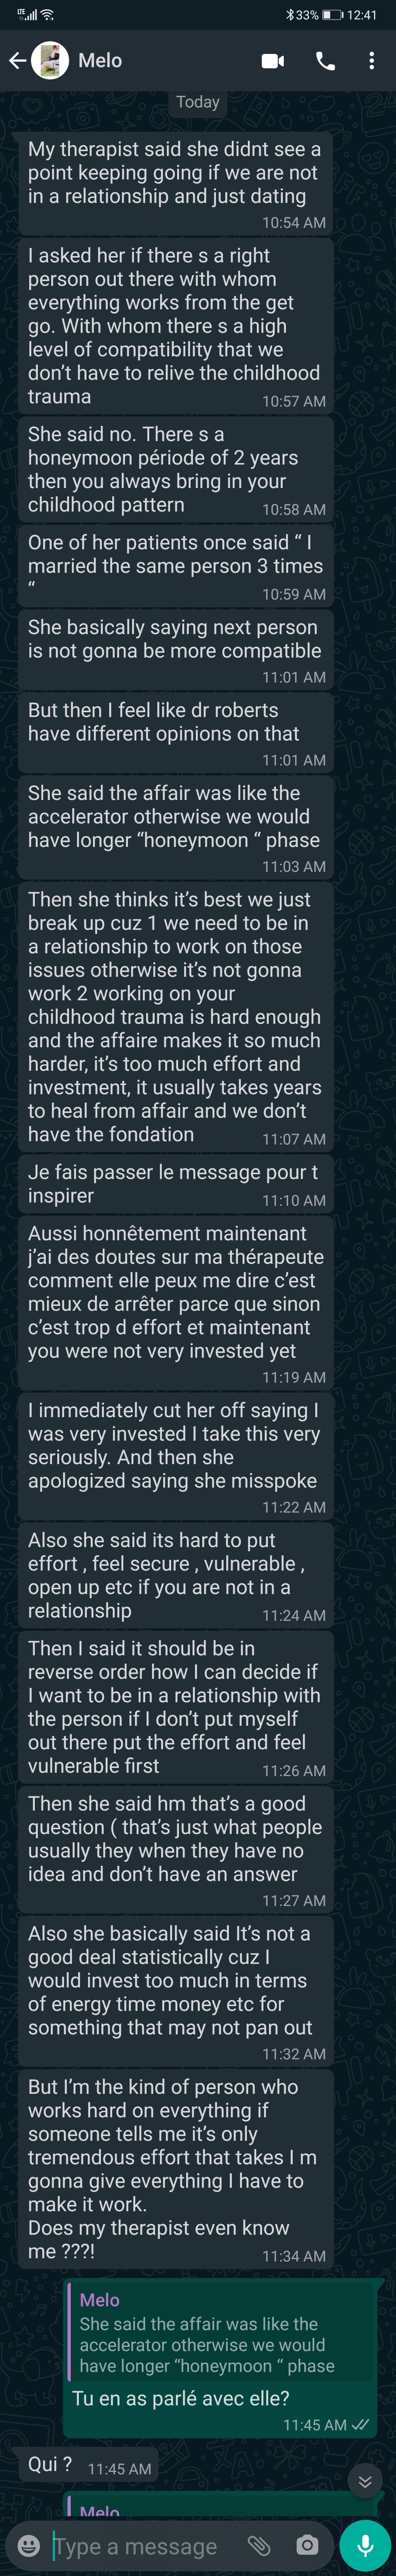 LTE 33% 12:41
Melo
Today
My therapist said she didnt see a
point keeping going if we are not
in a relationship and just dating
10:54 AM
I asked her if there s a right
person out there with whom
everything works from the get
go. With whom there s a high
level of compatibility that we
don't have to relive the childhood
trauma
10:57 AM
She said no. There s a
honeymoon période of 2 years
then you always bring in your
childhood pattern
10:58 AM
One of her patients once said “ I
married the same person 3 times
“
10:59 AM
She basically saying next person
is not gonna be more compatible
11:01 AM
But then I feel like dr roberts
have different opinions on that
11:01 AM
She said the affair was like the
accelerator otherwise we would
have longer “honeymoon “ phase
11:03 AM
Then she thinks it's best we just
break up cuz 1 we need to be in
a relationship to work on those
issues otherwise it's not gonna
work 2 working on your
childhood trauma is hard enough
and the affaire makes it so much
harder, it's too much effort and
investment, it usually takes years
to heal from affair and we don't
have the fondation
11:07 AM
Je fais passer le message pour t
inspirer
11:10 AM
Aussi honnêtement maintenant
j'ai des doutes sur ma thérapeute
comment elle peux me dire c'est
mieux de arrêter parce que sinon
c'est trop d effort et maintenant
you were not very invested yet
11:19 AM
I immediately cut her off saying I
was very invested I take this very
seriously. And then she
apologized saying she misspoke
11:22 AM
Also she said its hard to put
effort , feel secure , vulnerable ,
open up etc if you are not in a
relationship
11:24 AM
Then I said it should be in
reverse order how I can decide if
I want to be in a relationship with
the person if I don't put myself
out there put the effort and feel
vulnerable first
11:26 AM
Then she said hm that's a good
question ( that's just what people
usually they when they have no
idea and don't have an answer
11:27 AM
Also she basically said It's not a
good deal statistically cuz I
would invest too much in terms
of energy time money etc for
something that may not pan out
11:32 AM
But I'm the kind of person who
works hard on everything if
someone tells me it's only
tremendous effort that takes I m
gonna give everything I have to
make it work.
Does my therapist even know
me ???!
11:34 AM
Melo
She said the affair was like the
accelerator otherwise we would
have longer “honeymoon “ phase
Tu en as parlé avec elle?
11:45 AM
Qui ?
11:45 AM
Melo
Type a message